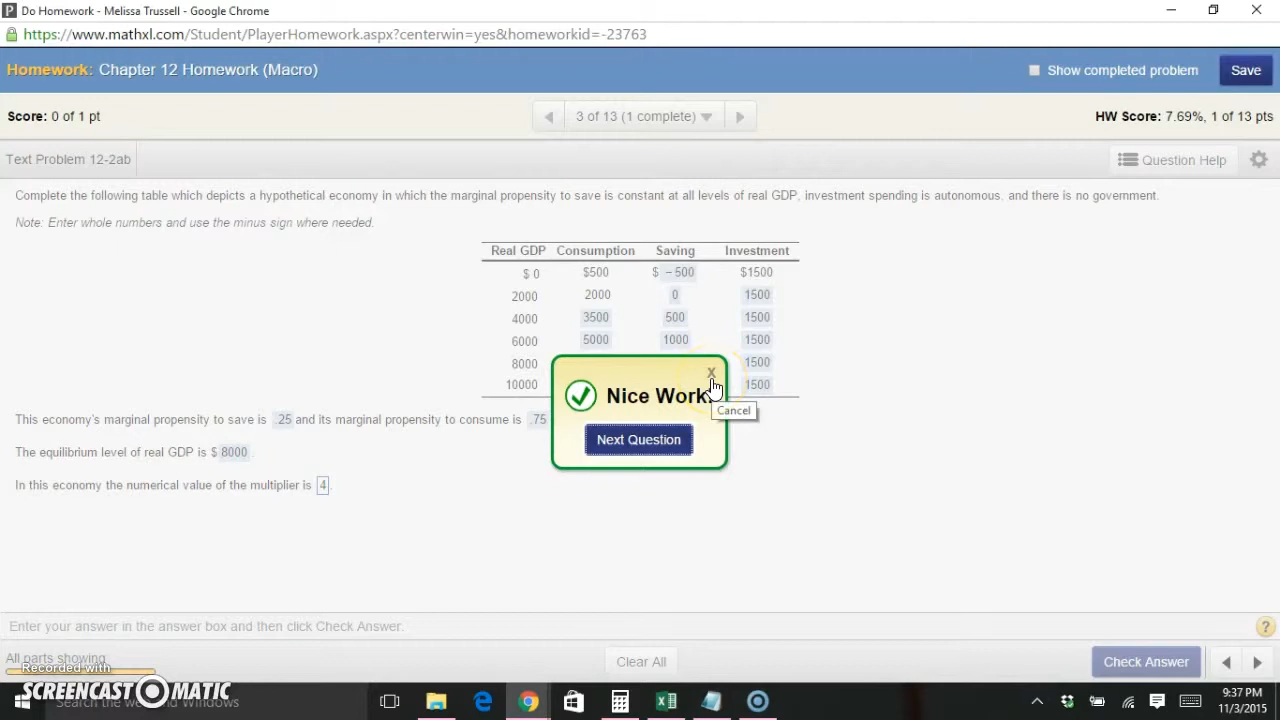 Do Homework - Melissa Trussell - Google Chrome
https://www.mathxl.com/Student/PlayerHomework.aspx?centerwin=yes&homeworkid=-23763
Homework: Chapter 12 Homework (Macro)
Show completed problem
Save
Score: 0 of 1 pt
3 of 13 (1 complete)
HW Score: 7.69%, 1 of 13 pts
Text Problem 12-2ab
Question Help
Complete the following table which depicts a hypothetical economy in which the marginal propensity to save is constant at all levels of real GDP, investment spending is autonomous, and there is no government.
Note: Enter whole numbers and use the minus sign where needed.
Real GDP Consumption Saving Investment
$ 0 $500 $ −500 $1500
2000 2000 0 1500
4000 3500 500 1500
6000 5000 1000 1500
8000 1500
10000 1500
X
Nice Work
Cancel
Next Question
This economy's marginal propensity to save is .25 and its marginal propensity to consume is .75
The equilibrium level of real GDP is $ 8000 .
In this economy the numerical value of the multiplier is 4 .
Enter your answer in the answer box and then click Check Answer.
?
All parts showing
Clear All
Check Answer
Recorded with
SCREENCAST O MATIC
Search the web and Windows
9:37 PM
11/3/2015